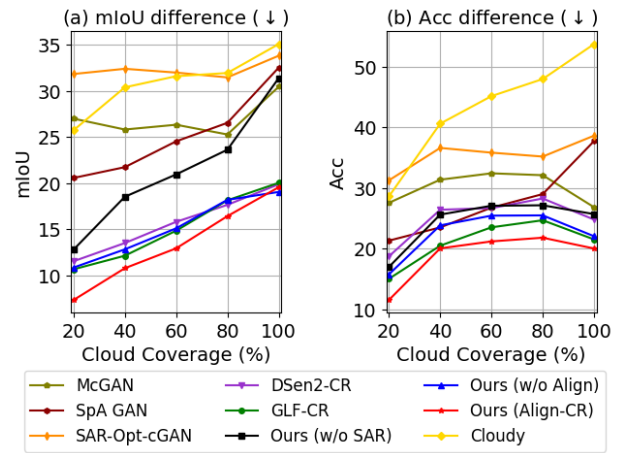 (a) mIoU difference (↓)
(b) Acc difference (↓)
35
30
25
20
15
10
mIoU
20 40 60 80 100
Cloud Coverage (%)
50
40
30
20
10
Acc
20 40 60 80 100
Cloud Coverage (%)
McGAN
SpA GAN
SAR-Opt-cGAN
DSen2-CR
GLF-CR
Ours (w/o SAR)
Ours (w/o Align)
Ours (Align-CR)
Cloudy